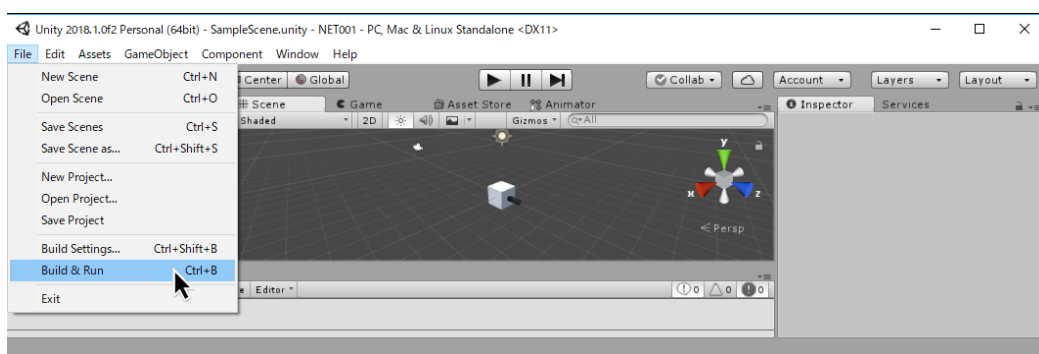 Unity 2018.1.0f2 Personal (64bit) - SampleScene.unity - NET001 - PC, Mac & Linux Standalone <DX11>
File Edit Assets GameObject Component Window Help
New Scene Ctrl+N
Open Scene Ctrl+O
Save Scenes Ctrl+S
Save Scene as... Ctrl+Shift+S
New Project...
Open Project...
Save Project
Build Settings... Ctrl+Shift+B
Build & Run Ctrl+B
Exit
Center Global Collab Account Layers Layout
Scene Game Asset Store Animator Inspector Services
Shaded 2D Gizmos All
y
x z
Persp
Editor 0 0 0